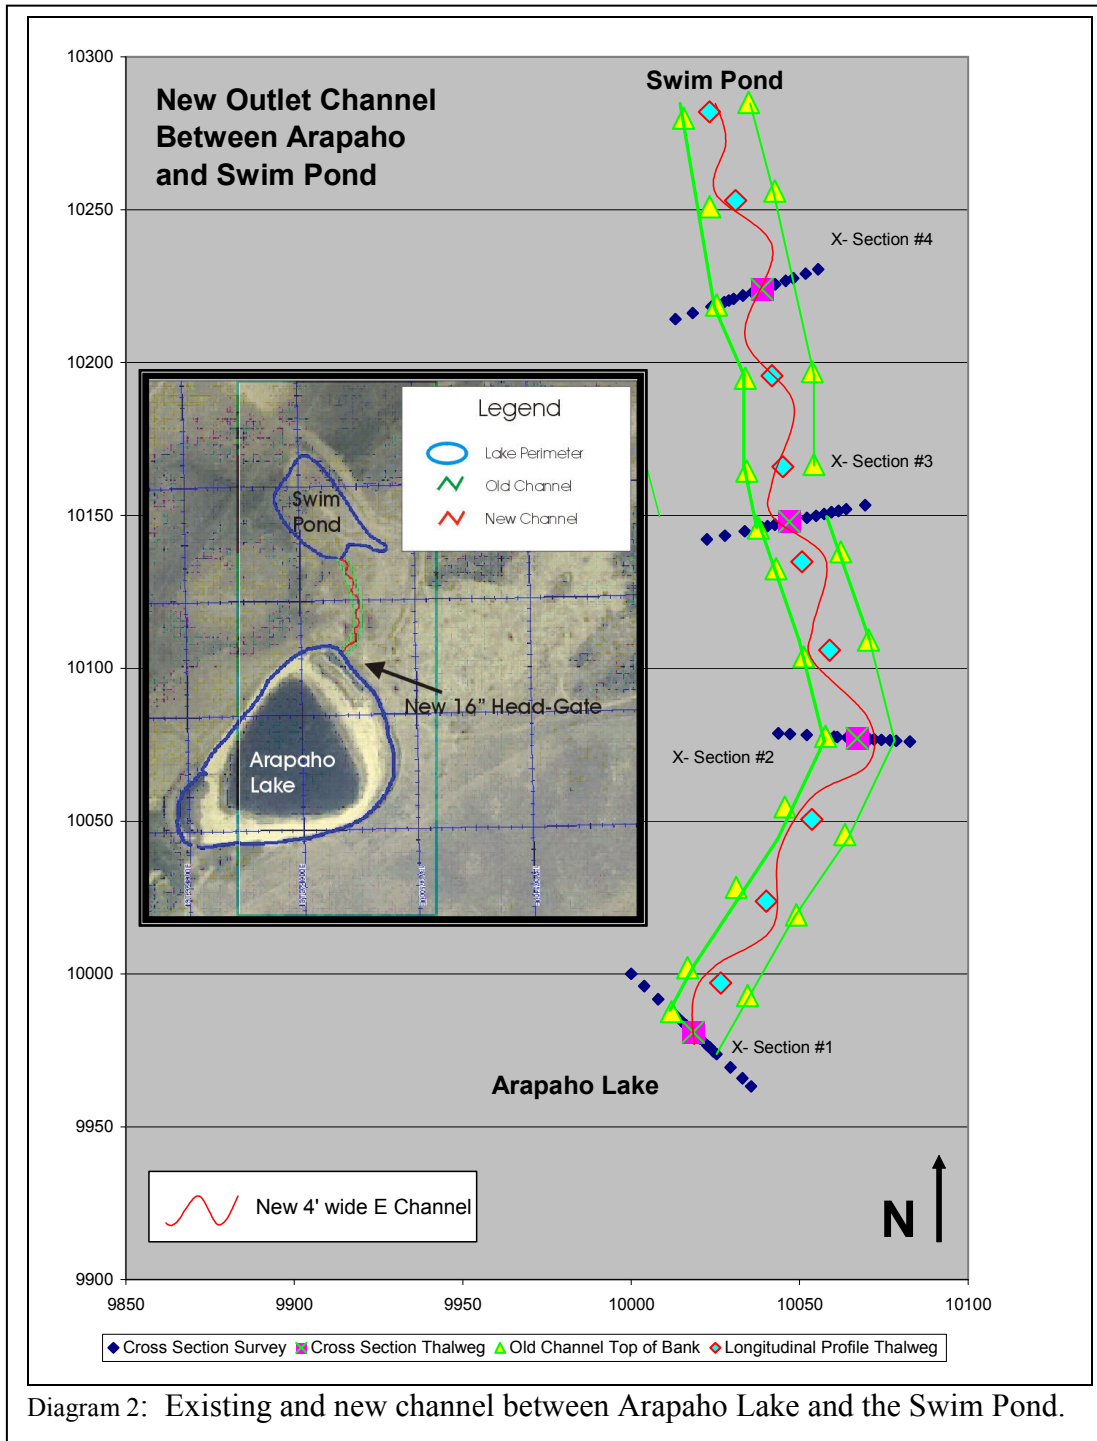 New Outlet Channel
Between Arapaho
and Swim Pond
Swim Pond
X- Section #4
X- Section #3
X- Section #2
X- Section #1
Arapaho Lake
10300
10250
10200
10150
10100
10050
10000
9950
9900
9850
9900
9950
10000
10050
10100
Legend
Lake Perimeter
Old Channel
New Channel
Swim
Pond
New 16" Head-Gate
Arapaho
Lake
New 4' wide E Channel
N
Cross Section Survey
Cross Section Thalweg
Old Channel Top of Bank
Longitudinal Profile Thalweg
Diagram 2: Existing and new channel between Arapaho Lake and the Swim Pond.